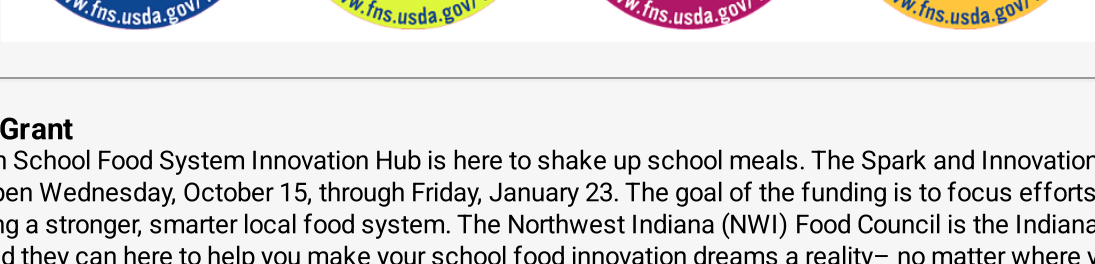 w.fns.usda.gov/
w.fns.usda.gov/
w.fns.usda.gov/
w.fns.usda.gov/
Grant
School Food System Innovation Hub is here to shake up school meals. The Spark and Innovation
Wednesday, October 15, through Friday, January 23. The goal of the funding is to focus efforts
a stronger, smarter local food system. The Northwest Indiana (NWI) Food Council is the Indiana
they can here to help you make your school food innovation dreams a reality– no matter where